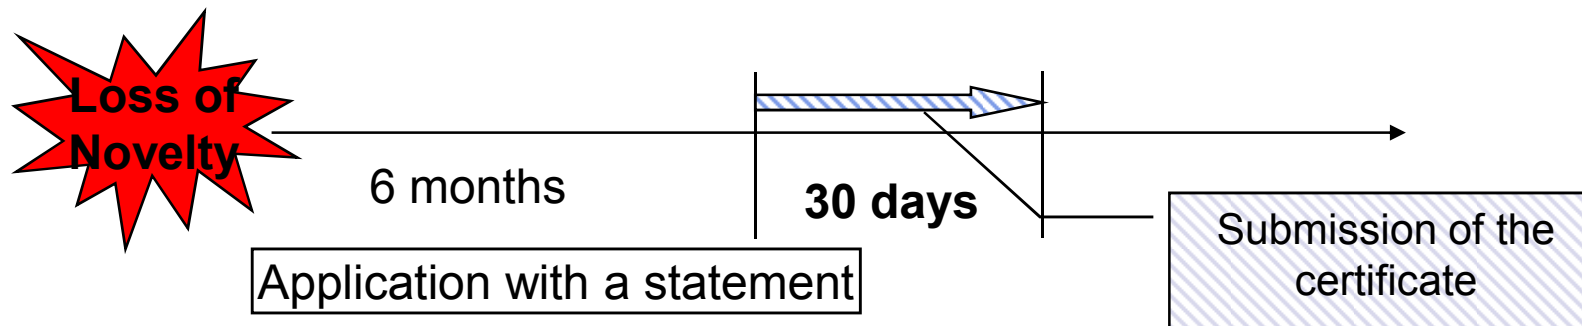 Loss of
Novelty
6 months
30 days
Application with a statement
Submission of the
certificate